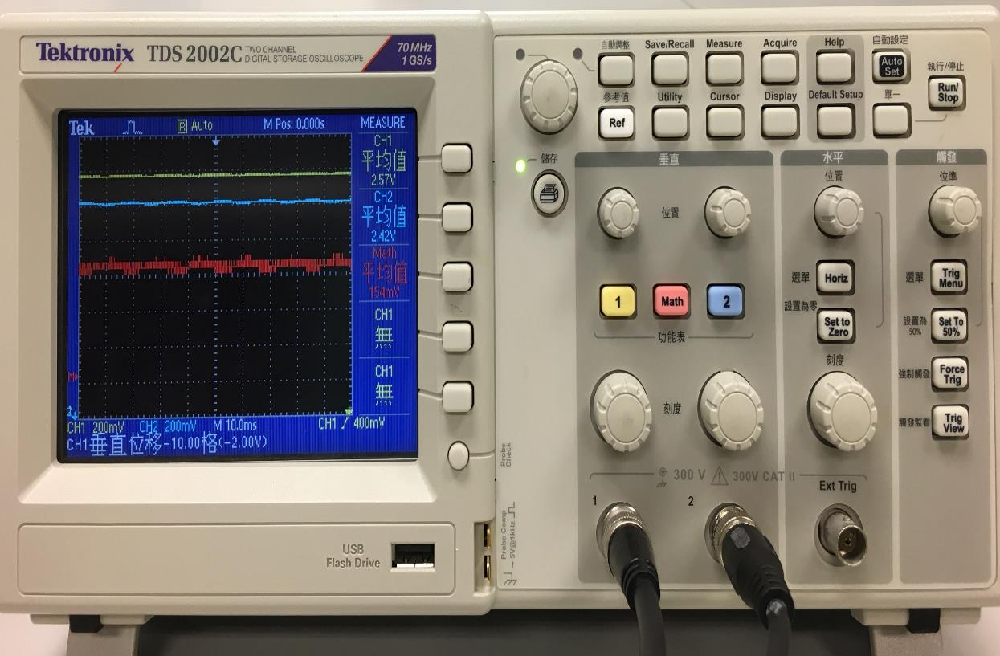 Tektronix TDS 2002C TWO CHANNEL DIGITAL STORAGE OSCILLOSCOPE
70 MHz
1 GS/s
Tek R Auto M Pos: 0.000s MEASURE
CH1
平均值
2.57V
CH2
平均值
2.42V
Math
平均值
154mV
CH1
無
CH1
無
M
2
CH1 200mV CH2 200mV M 10.0ms CH1 400mV
CH1垂直位移-10.00格(-2.00V)
USB
Flash Drive
Probe Check
Probe Comp
~ 5V@1kHz
自動調整 Save/Recall Measure Acquire Help 自動設定
Auto Set
執行/停止
Run/Stop
參考值 Utility Cursor Display Default Setup 單一
Ref
儲存
垂直
位置
1 Math 2
功能表
刻度
300 V 300V CAT II
1 2
水平
位置
選單 Horiz
設置為零 Set to Zero
刻度
Ext Trig
觸發
位準
選單 Trig Menu
設置為 50% Set To 50%
強制觸發 Force Trig
觸發監看 Trig View